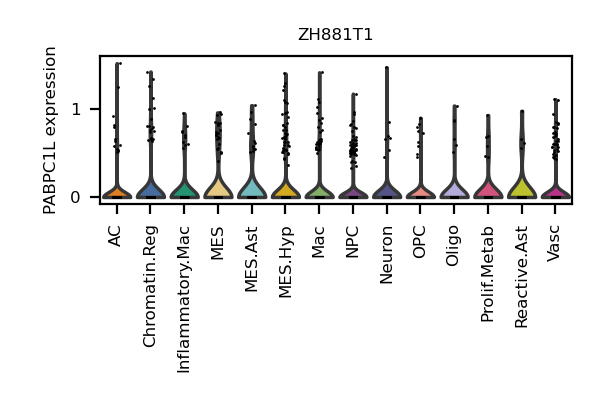 ZH881T1
PABPC1L expression
1
0
AC
Chromatin.Reg
Inflammatory.Mac
MES
MES.Ast
MES.Hyp
Mac
NPC
Neuron
OPC
Oligo
Prolif.Metab
Reactive.Ast
Vasc